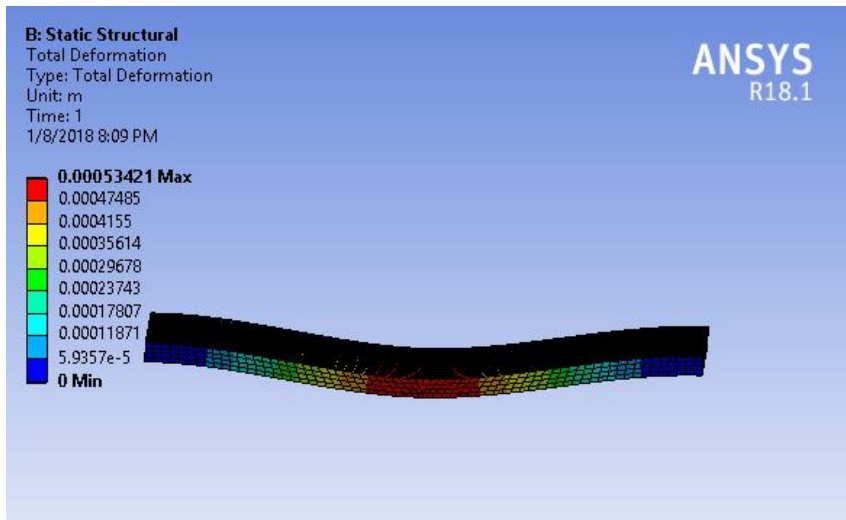 B: Static Structural
Total Deformation
Type: Total Deformation
Unit: m
Time: 1
1/8/2018 8:09 PM
ANSYS
R18.1
0.00053421 Max
0.00047485
0.0004155
0.00035614
0.00029678
0.00023743
0.00017807
0.00011871
5.9357e-5
0 Min